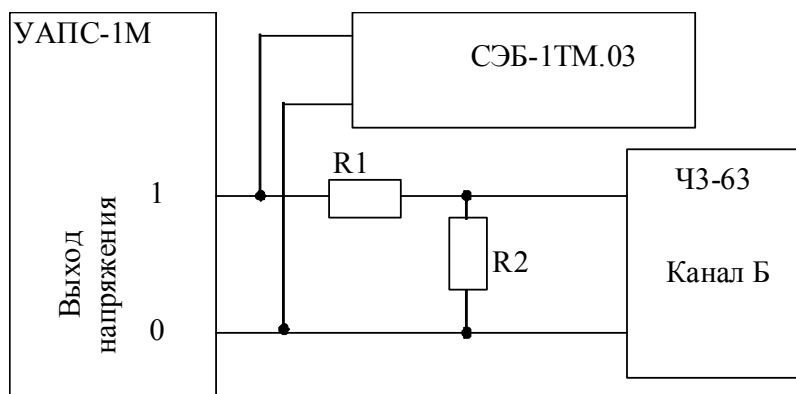 УАПС-1М
СЭБ-1ТМ.03
R1
1
Ч3-63
R2
Канал Б
Выход
напряжения
0